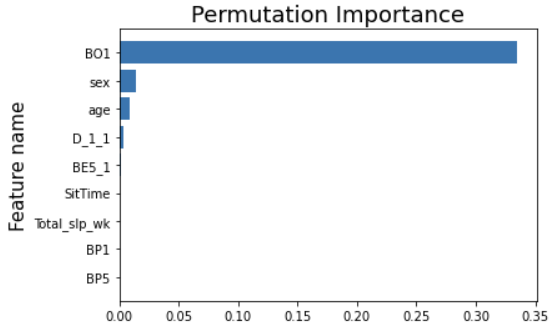 Permutation Importance
Feature name
BO1
sex
age
D_1_1
BE5_1
SitTime
Total_slp_wk
BP1
BP5
0.00 0.05 0.10 0.15 0.20 0.25 0.30 0.35